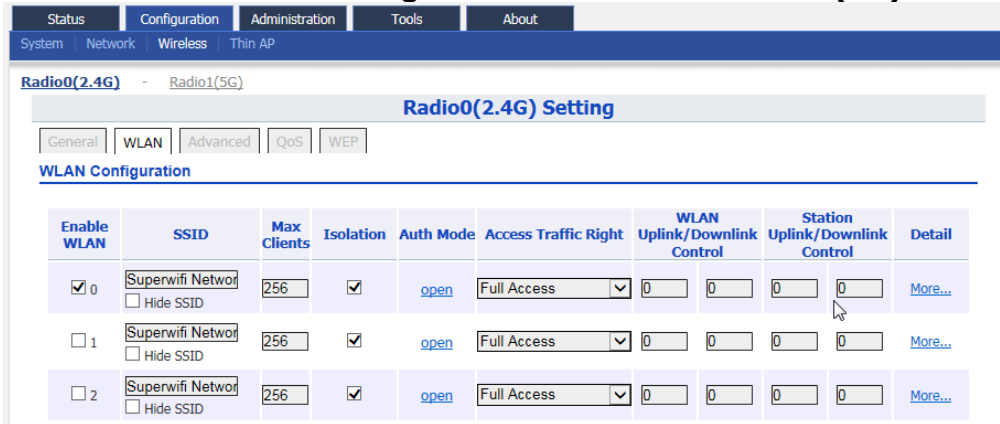 Status Configuration Administration Tools About
System Network Wireless Thin AP
Radio0(2.4G) - Radio1(5G)
Radio0(2.4G) Setting
General WLAN Advanced QoS WEP
WLAN Configuration
Enable WLAN SSID Max Clients Isolation Auth Mode Access Traffic Right WLAN Uplink/Downlink Control Station Uplink/Downlink Control Detail
0 Superwifi Networ 256 open Full Access 0 0 0 0 More...
Hide SSID
1 Superwifi Networ 256 open Full Access 0 0 0 0 More...
Hide SSID
2 Superwifi Networ 256 open Full Access 0 0 0 0 More...
Hide SSID